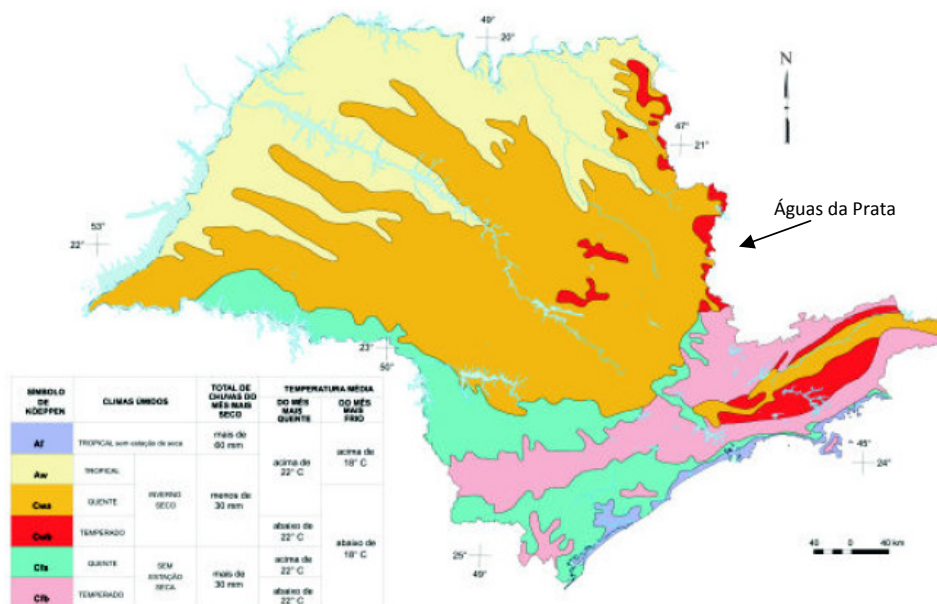 49°
20°
N
47°
21°
Águas da Prata
53°
22°
23°
50°
45°
24°
25°
49°
40 0 40 km
SÍMBOLO DE KOEPPEN
CLIMAS ÚMIDOS
TOTAL DE CHUVAS DO MÊS MAIS SECO
TEMPERATURA MÉDIA
DO MÊS MAIS QUENTE
DO MÊS MAIS FRIO
Af
TROPICAL sem estação de seca
mais de 60 mm
acima de 22° C
acima de 18° C
Aw
TROPICAL
INVERNO SECO
menos de 30 mm
Cwa
QUENTE
Cwb
TEMPERADO
abaixo de 22° C
abaixo de 18° C
Cfa
QUENTE
SEM ESTAÇÃO SECA
mais de 30 mm
acima de 22° C
Cfb
TEMPERADO
abaixo de 22° C